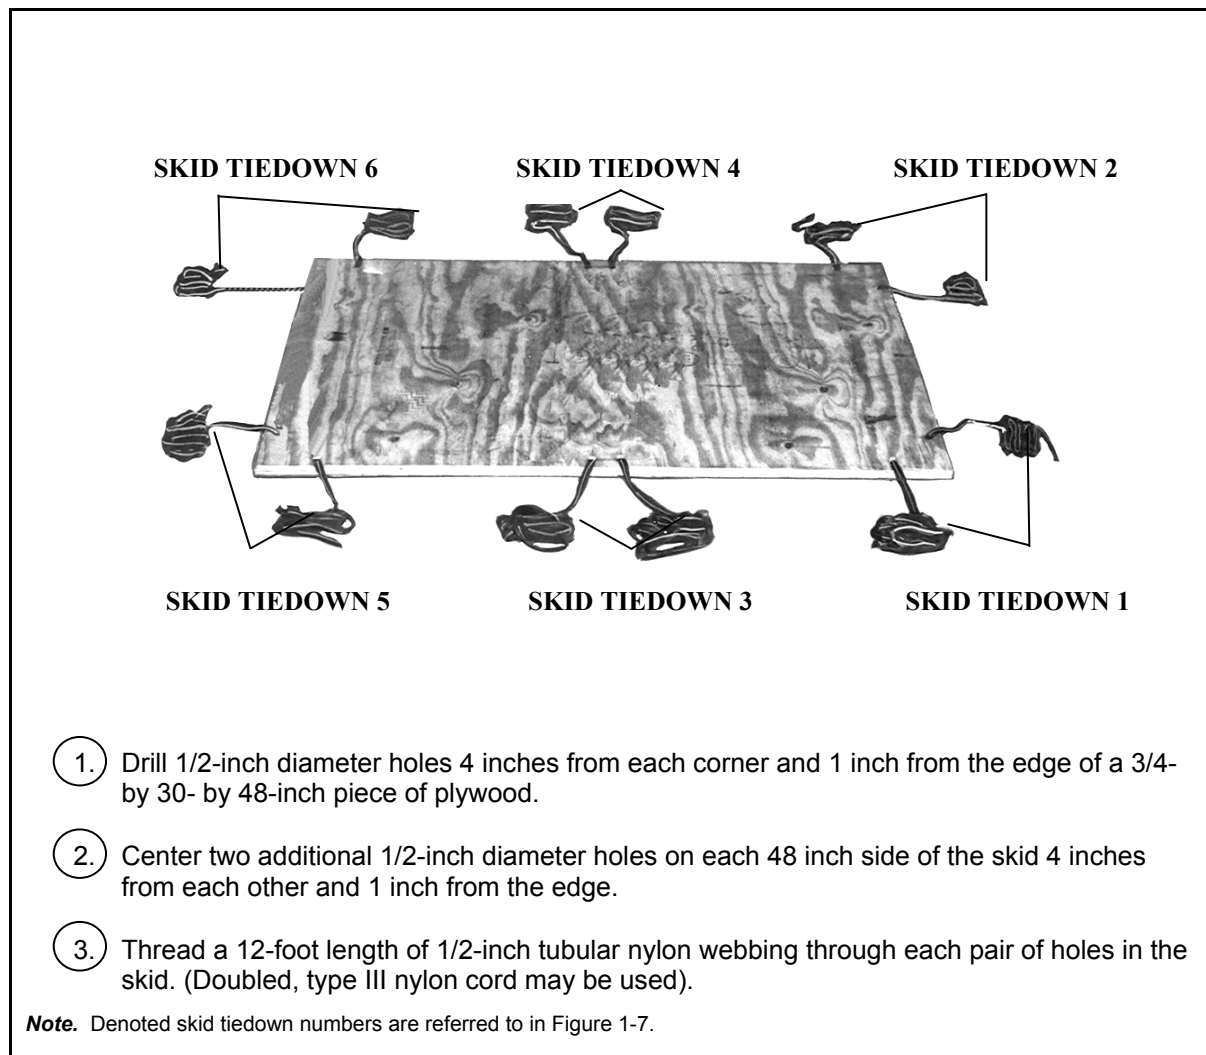 SKID TIEDOWN 6 SKID TIEDOWN 4 SKID TIEDOWN 2
SKID TIEDOWN 5 SKID TIEDOWN 3 SKID TIEDOWN 1
1. Drill 1/2-inch diameter holes 4 inches from each corner and 1 inch from the edge of a 3/4-
by 30- by 48-inch piece of plywood.
2. Center two additional 1/2-inch diameter holes on each 48 inch side of the skid 4 inches
from each other and 1 inch from the edge.
3. Thread a 12-foot length of 1/2-inch tubular nylon webbing through each pair of holes in the
skid. (Doubled, type III nylon cord may be used).
Note. Denoted skid tiedown numbers are referred to in Figure 1-7.